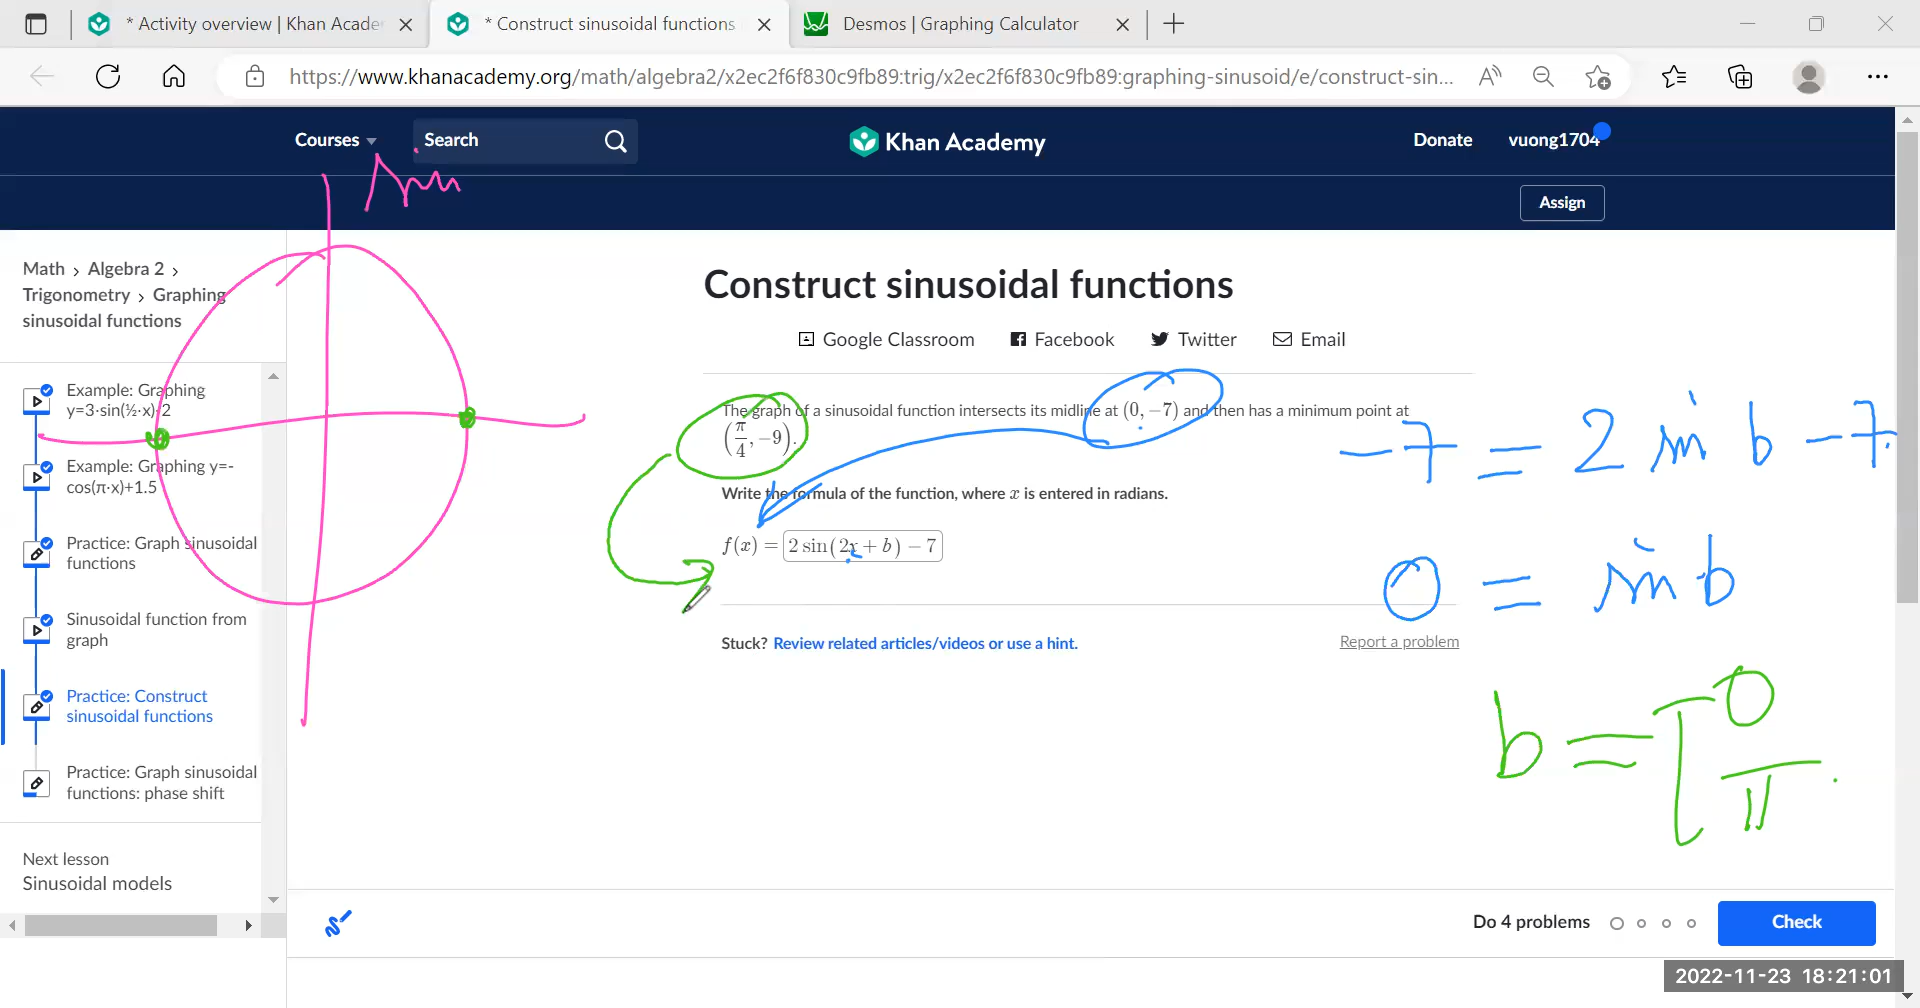 * Activity overview | Khan Acade
* Construct sinusoidal functions
Desmos | Graphing Calculator
https://www.khanacademy.org/math/algebra2/x2ec2f6f830c9fb89:trig/x2ec2f6f830c9fb89:graphing-sinusoid/e/construct-sin...
Courses
Search
Khan Academy
Donate
vuong1704
Assign
Math > Algebra 2 >
Trigonometry > Graphing
sinusoidal functions
Example: Graphing
y=3·sin(½·x)-2
Example: Graphing y=-
cos(π·x)+1.5
Practice: Graph sinusoidal
functions
Sinusoidal function from
graph
Practice: Construct
sinusoidal functions
Practice: Graph sinusoidal
functions: phase shift
Next lesson
Sinusoidal models
Construct sinusoidal functions
Google Classroom Facebook Twitter Email
The graph of a sinusoidal function intersects its midline at (0, −7) and then has a minimum point at
(π/4, −9).
Write the formula of the function, where x is entered in radians.
f(x) = 2 sin(2x + b) − 7
Stuck? Review related articles/videos or use a hint.
Report a problem
sin
−7 = 2 sin b −7
0 = sin b
b = [ 0
π
Do 4 problems
Check
2022-11-23 18:21:01